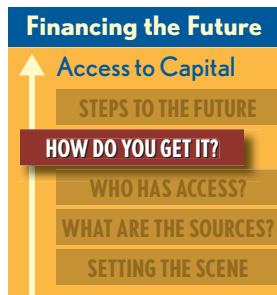 Financing the Future
Access to Capital
STEPS TO THE FUTURE
HOW DO YOU GET IT?
WHO HAS ACCESS?
WHAT ARE THE SOURCES?
SETTING THE SCENE